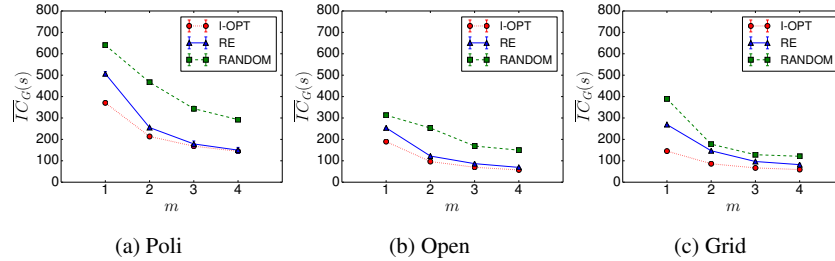 800
700
600
500
400
300
200
100
0
1 2 3 4
m
IC_G(s)
I-OPT
RE
RANDOM
(a) Poli
800
700
600
500
400
300
200
100
0
1 2 3 4
m
IC_G(s)
I-OPT
RE
RANDOM
(b) Open
800
700
600
500
400
300
200
100
0
1 2 3 4
m
IC_G(s)
I-OPT
RE
RANDOM
(c) Grid